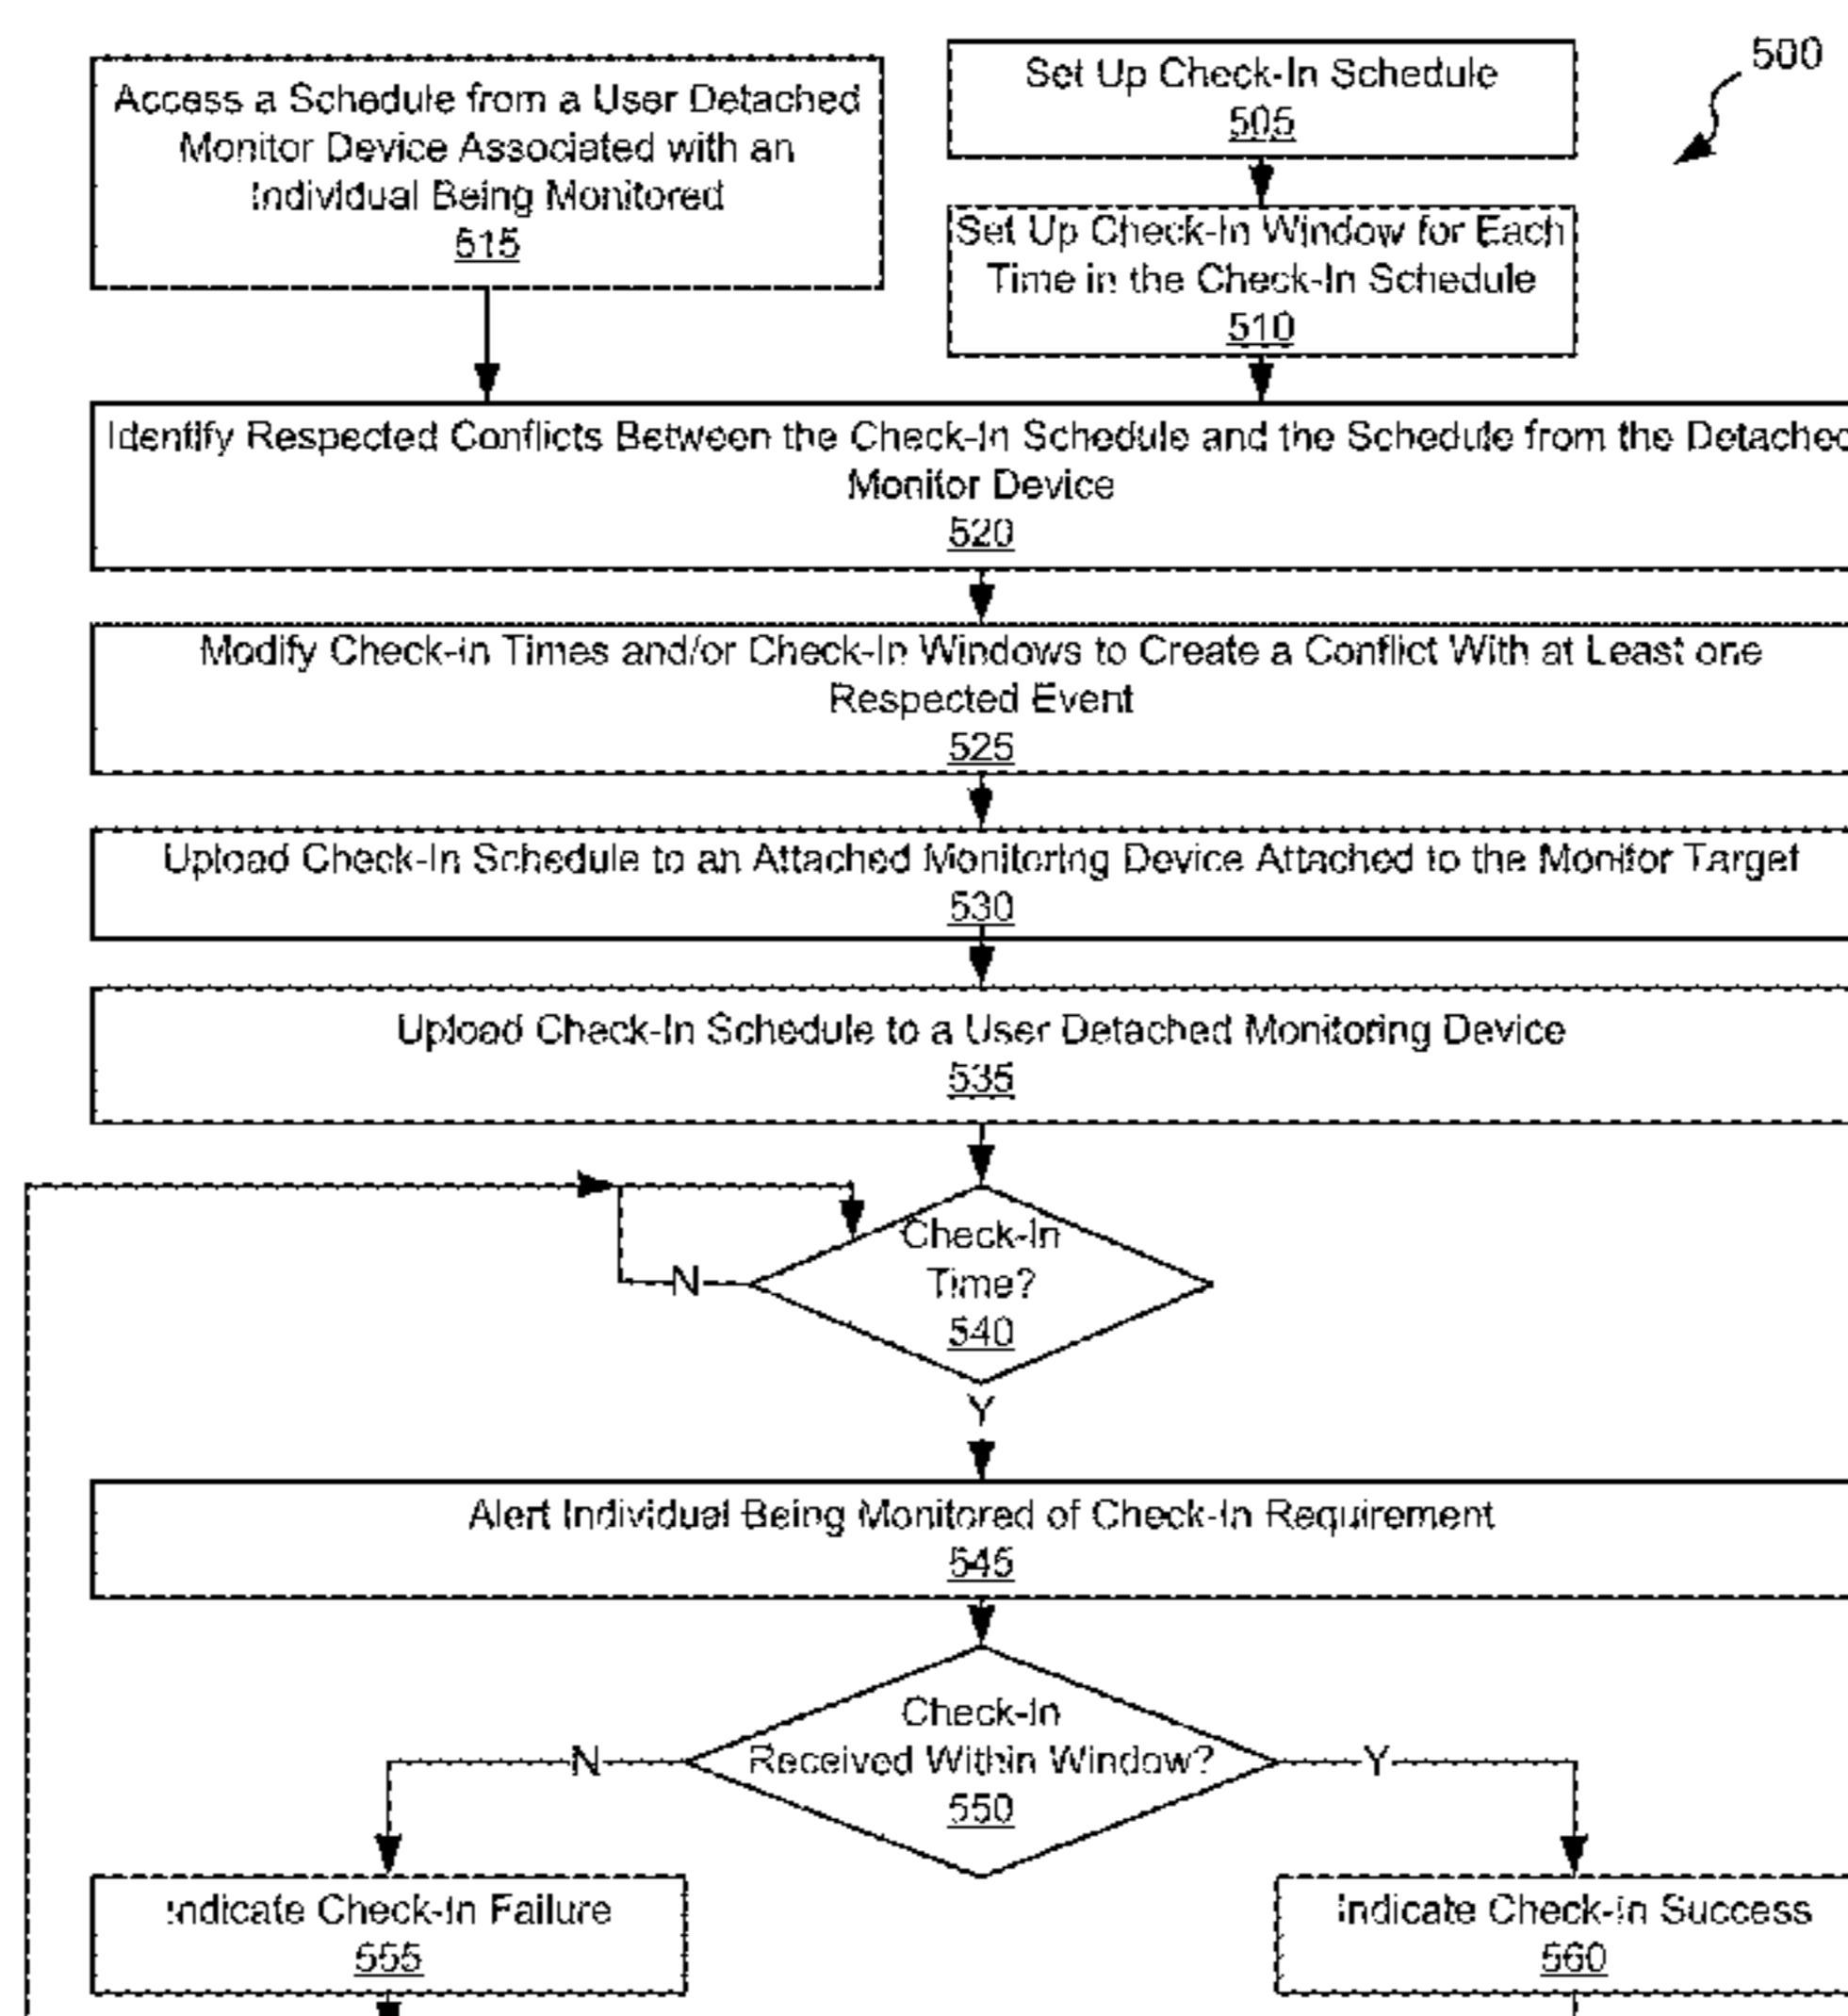 500
Access a Schedule from a User Detached
Monitor Device Associated with an
Individual Being Monitored
515
Set Up Check-In Schedule
505
Set Up Check-In Window for Each
Time in the Check-In Schedule
510
Identify Respected Conflicts Between the Check-In Schedule and the Schedule from the Detached
Monitor Device
520
Modify Check-in Times and/or Check-In Windows to Create a Conflict With at Least one
Respected Event
525
Upload Check-In Schedule to an Attached Monitoring Device Attached to the Monitor Target
530
Upload Check-In Schedule to a User Detached Monitoring Device
535
Check-In
Time?
540
N
Y
Alert Individual Being Monitored of Check-In Requirement
545
Check-In
Received Within Window?
550
N
Y
Indicate Check-In Failure
555
Indicate Check-In Success
560